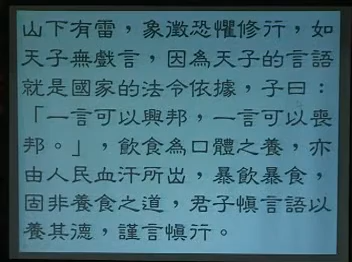 山下有雷，象徵恐懼修行，如
天子無戲言，因為天子的言語
就是國家的法令依據，子曰：
「一言可以興邦，一言可以喪
邦。」，飲食為口體之養，亦
由人民血汗所出，暴飲暴食，
固非養食之道，君子慎言語以
養其德，謹言慎行。